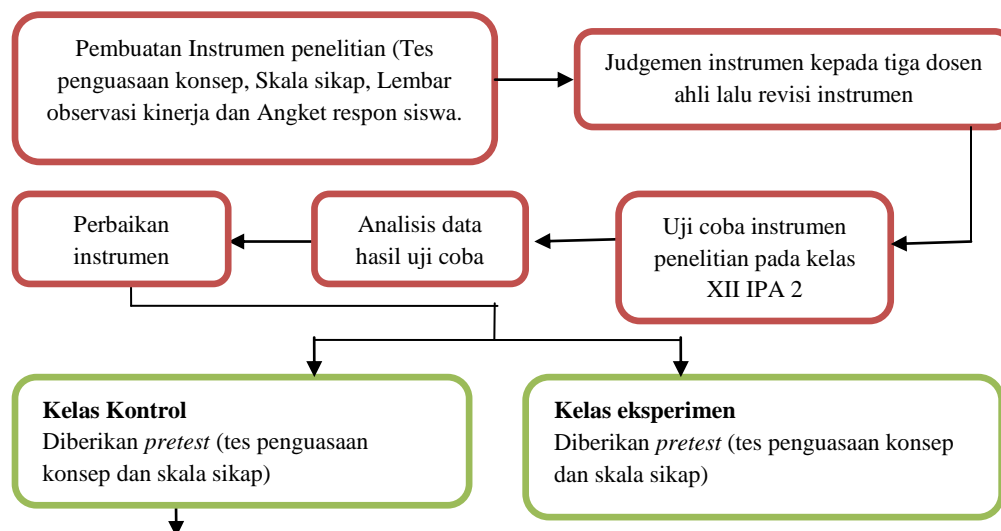 Pembuatan Instrumen penelitian (Tes
penguasaan konsep, Skala sikap, Lembar
observasi kinerja dan Angket respon siswa.
Judgemen instrumen kepada tiga dosen
ahli lalu revisi instrumen
Perbaikan
instrumen
Analisis data
hasil uji coba
Uji coba instrumen
penelitian pada kelas
XII IPA 2
Kelas Kontrol
Diberikan pretest (tes penguasaan
konsep dan skala sikap)
Kelas eksperimen
Diberikan pretest (tes penguasaan konsep
dan skala sikap)